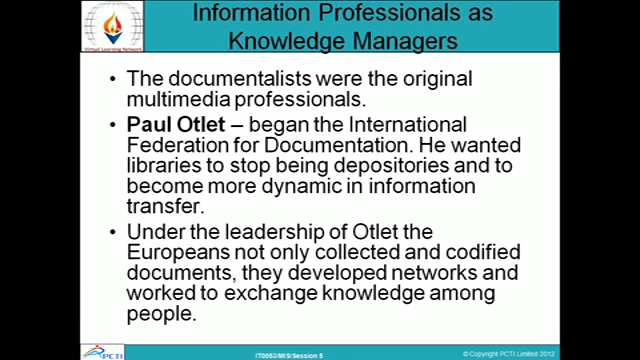 Information Professionals as
Knowledge Managers
Virtual Learning Network
• The documentalists were the original
multimedia professionals.
• Paul Otlet – began the International
Federation for Documentation. He wanted
libraries to stop being depositories and to
become more dynamic in information
transfer.
• Under the leadership of Otlet the
Europeans not only collected and codified
documents, they developed networks and
worked to exchange knowledge among
people.
PCTI
IT0053/MIS/Session 5
© Copyright PCTI Limited 2012